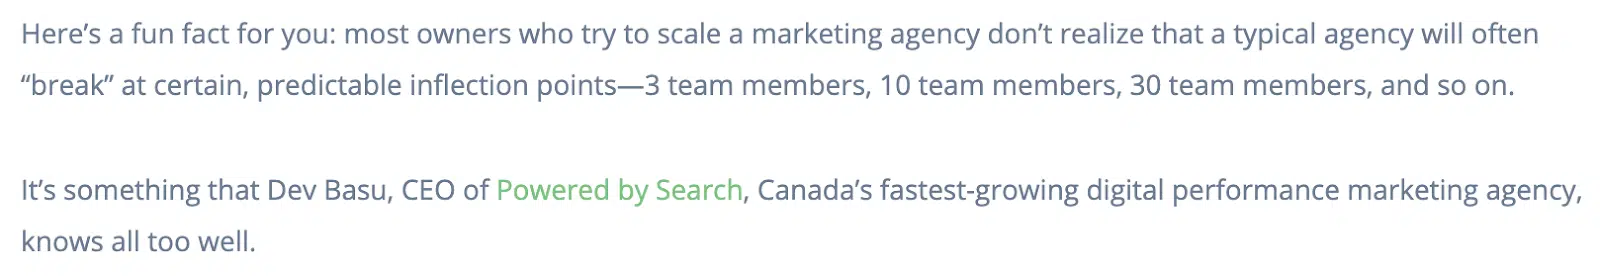 Here’s a fun fact for you: most owners who try to scale a marketing agency don’t realize that a typical agency will often
“break” at certain, predictable inflection points—3 team members, 10 team members, 30 team members, and so on.
It’s something that Dev Basu, CEO of Powered by Search, Canada’s fastest-growing digital performance marketing agency,
knows all too well.